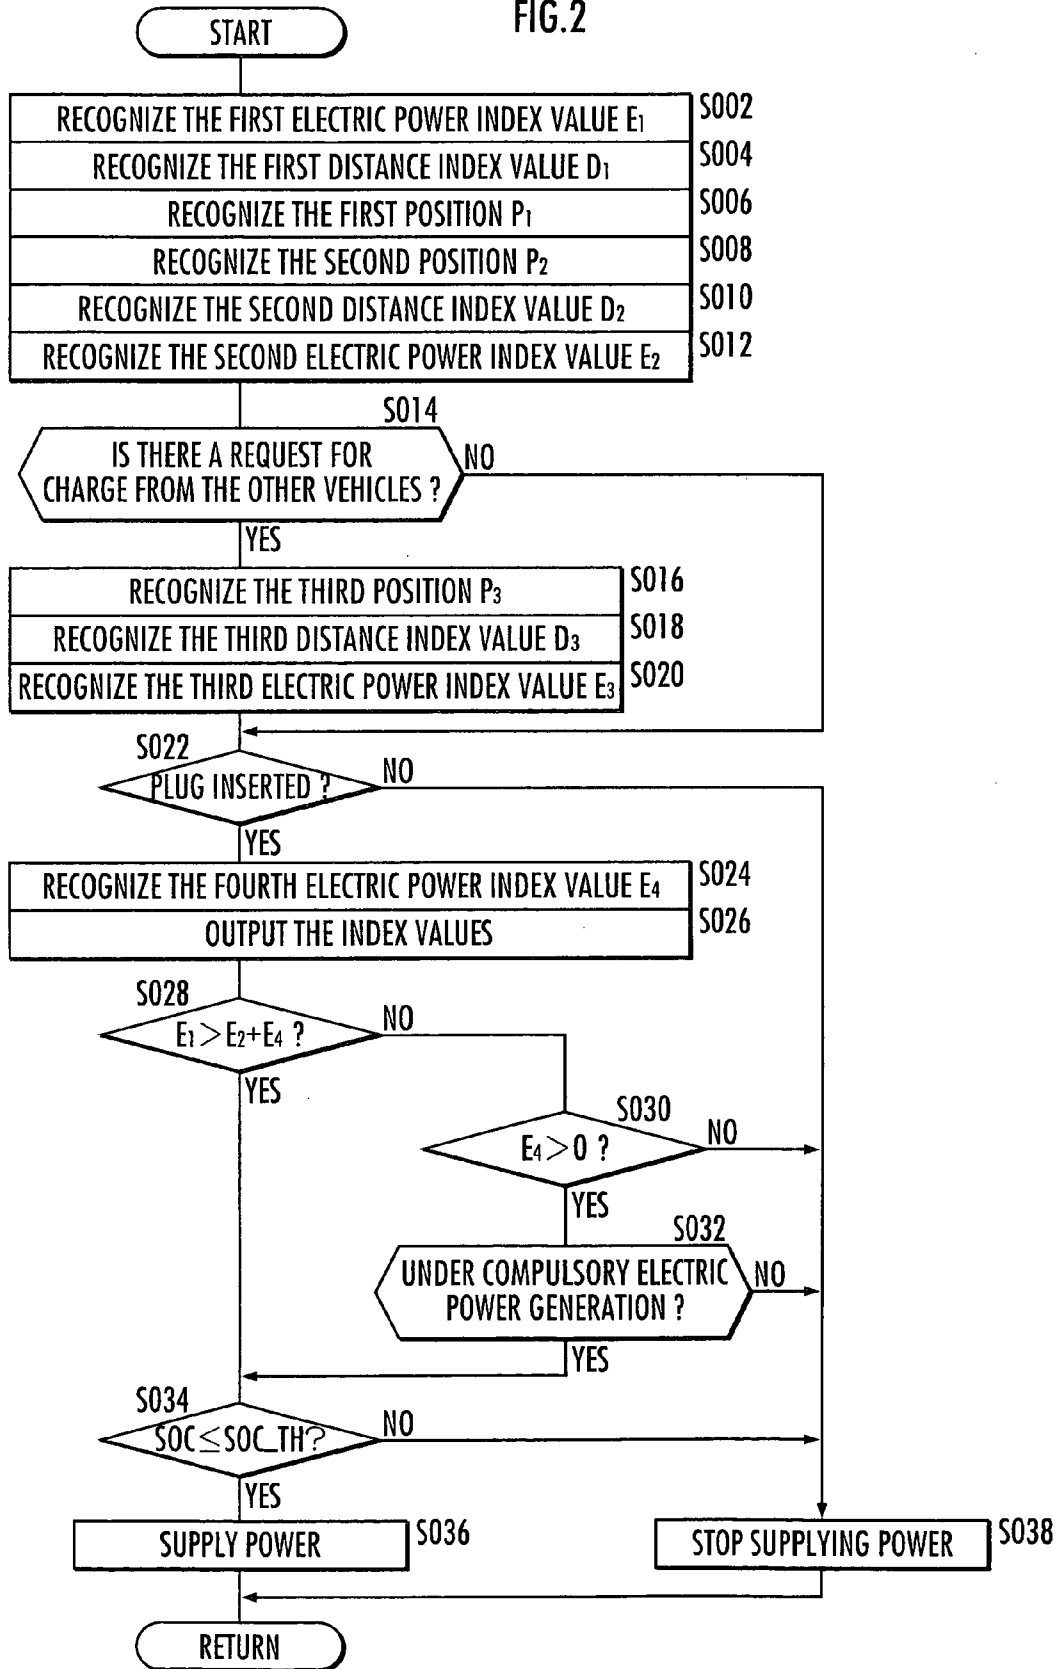 FIG.2
START
RECOGNIZE THE FIRST ELECTRIC POWER INDEX VALUE E1
S002
RECOGNIZE THE FIRST DISTANCE INDEX VALUE D1
S004
RECOGNIZE THE FIRST POSITION P1
S006
RECOGNIZE THE SECOND POSITION P2
S008
RECOGNIZE THE SECOND DISTANCE INDEX VALUE D2
S010
RECOGNIZE THE SECOND ELECTRIC POWER INDEX VALUE E2
S012
S014
IS THERE A REQUEST FOR
CHARGE FROM THE OTHER VEHICLES ?
NO
YES
RECOGNIZE THE THIRD POSITION P3
S016
RECOGNIZE THE THIRD DISTANCE INDEX VALUE D3
S018
RECOGNIZE THE THIRD ELECTRIC POWER INDEX VALUE E3
S020
S022
PLUG INSERTED ?
NO
YES
RECOGNIZE THE FOURTH ELECTRIC POWER INDEX VALUE E4
S024
OUTPUT THE INDEX VALUES
S026
S028
E1>E2+E4 ?
NO
YES
S030
E4>0 ?
NO
YES
S032
UNDER COMPULSORY ELECTRIC
POWER GENERATION ?
NO
YES
S034
SOC≤SOC_TH?
NO
YES
SUPPLY POWER
S036
STOP SUPPLYING POWER
S038
RETURN